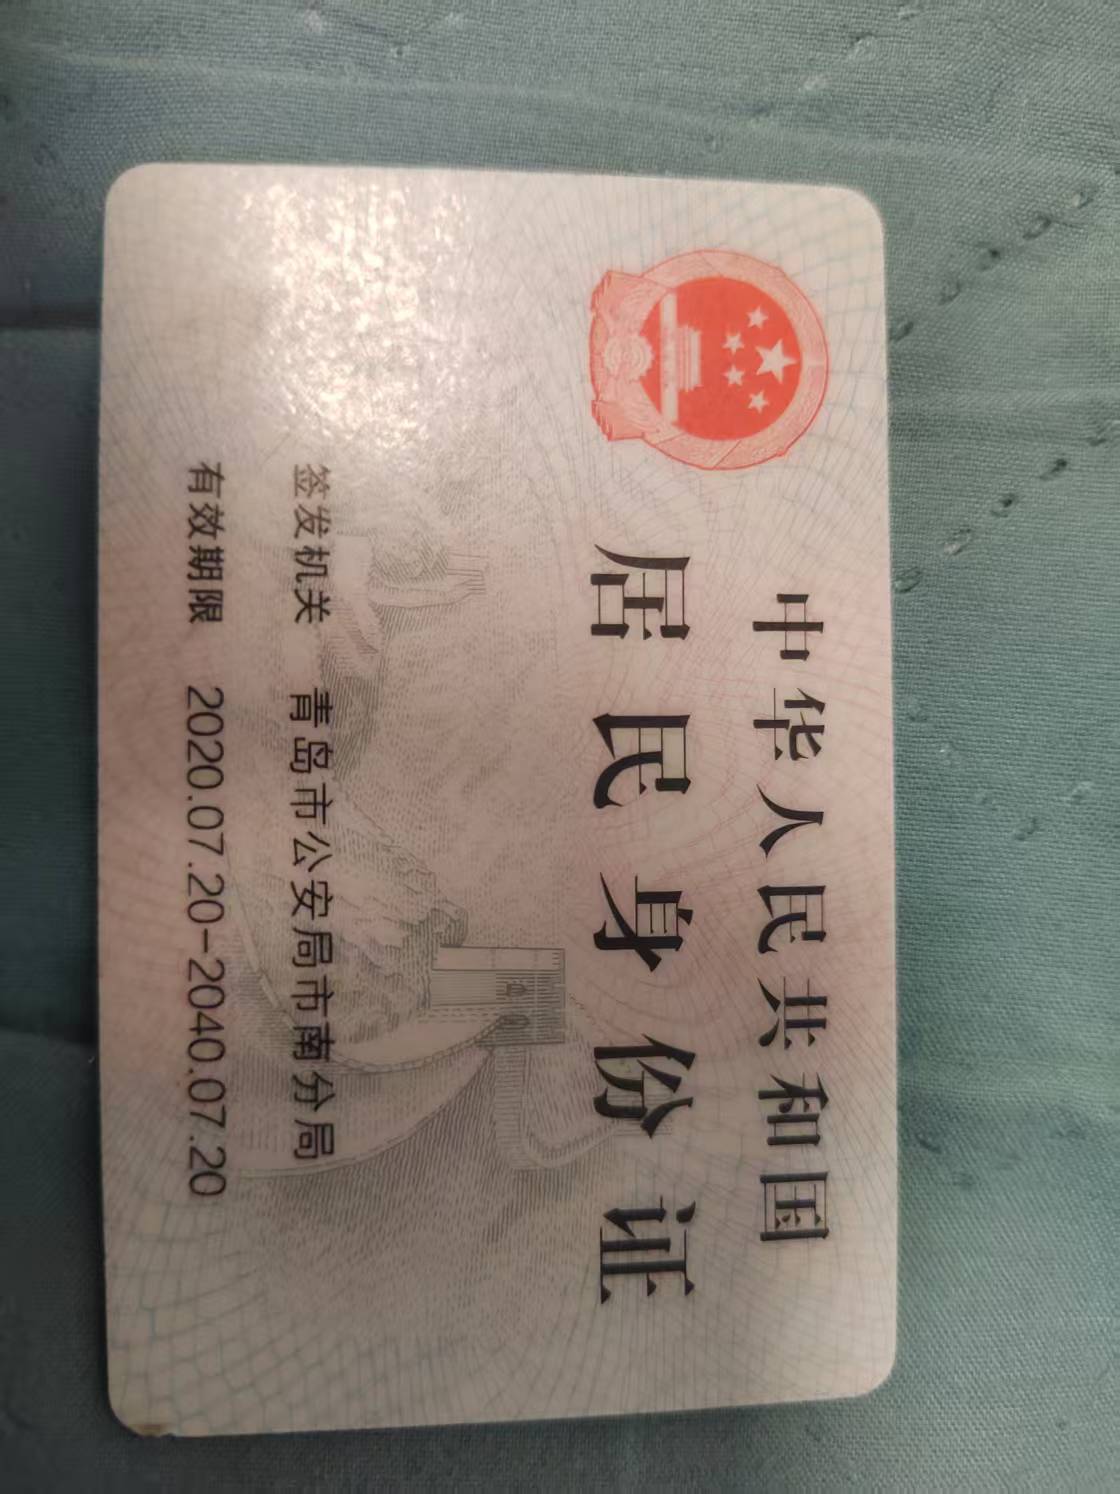 中华人民共和国
居民身份证
签发机关 青岛市公安局市南分局
有效期限 2020.07.20-2040.07.20